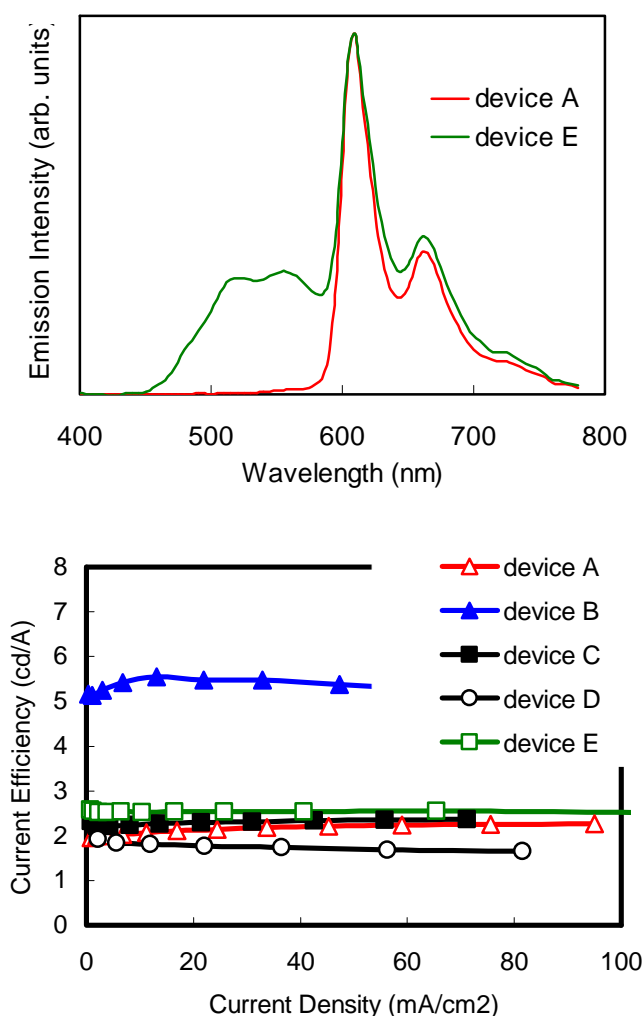 Emission Intensity (arb. units)
device A
device E
400
500
600
700
800
Wavelength (nm)
Current Efficiency (cd/A)
8
7
6
5
4
3
2
1
0
device A
device B
device C
device D
device E
0
20
40
60
80
100
Current Density (mA/cm2)